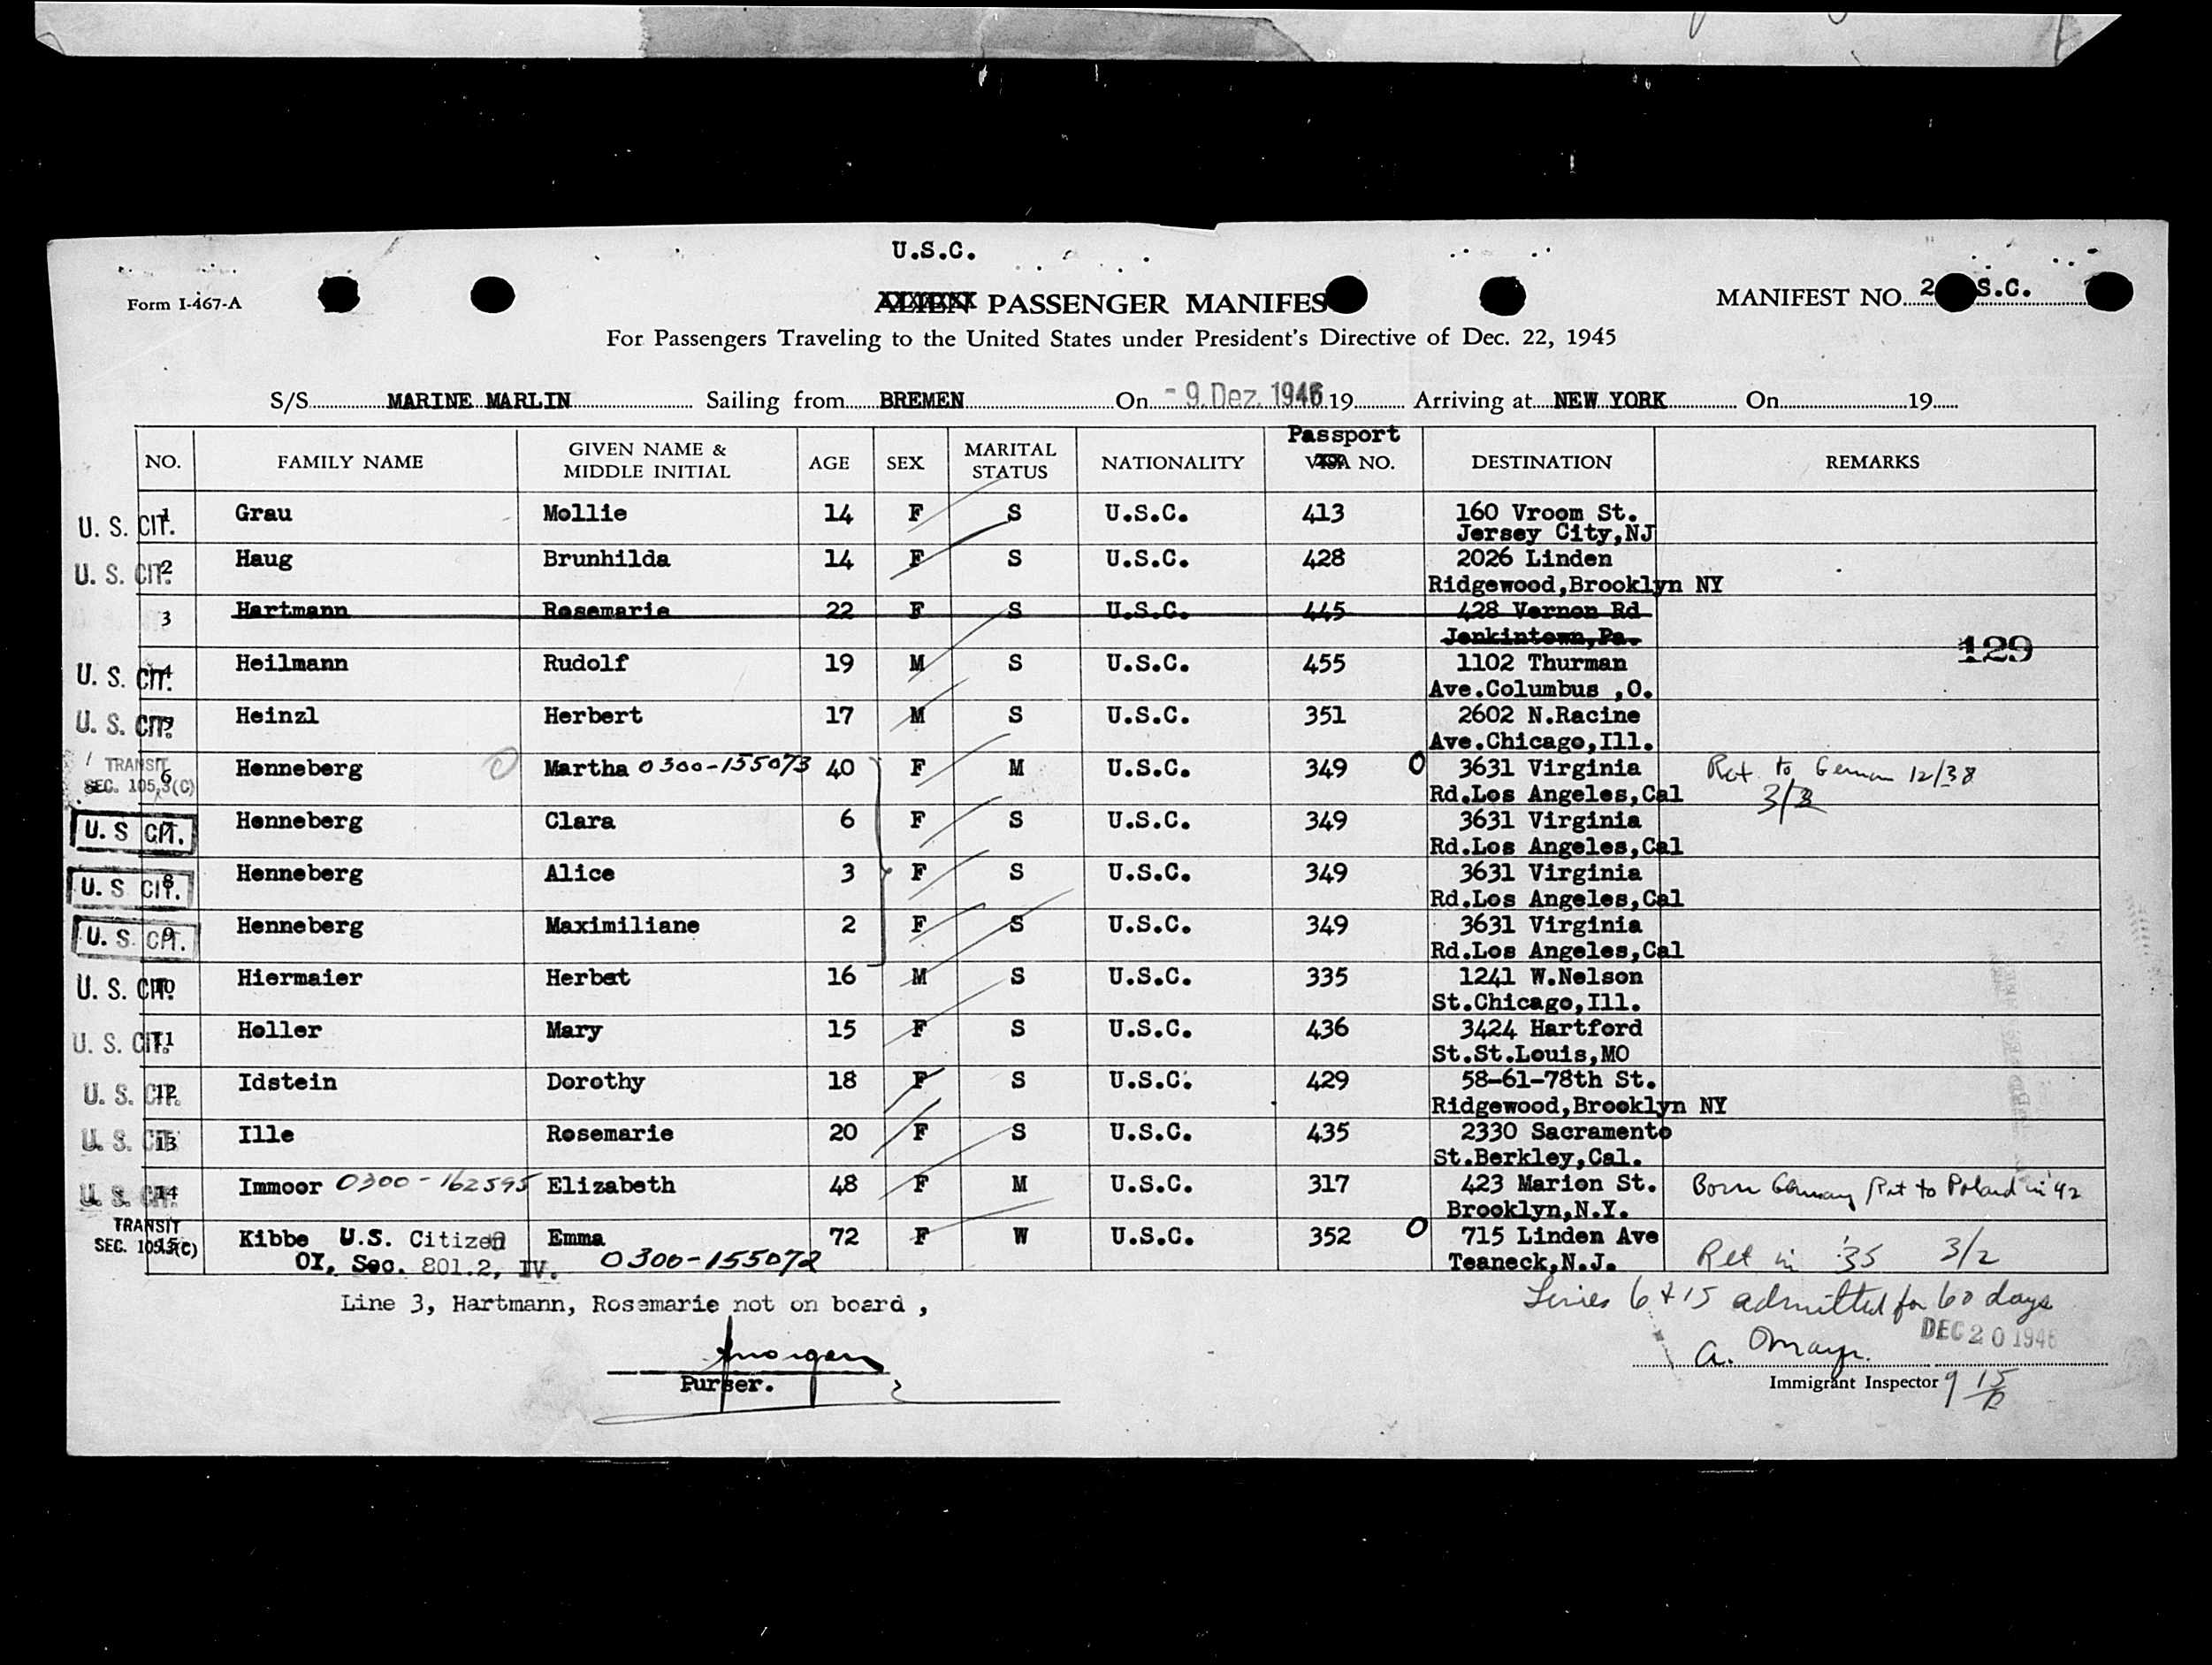 U.S.C.
Form I-467-A
ALIEN PASSENGER MANIFES
MANIFEST NO. 2 S.C.
For Passengers Traveling to the United States under President's Directive of Dec. 22, 1945
S/S MARINE MARLIN Sailing from BREMEN On - 9 Dez. 1946 19 Arriving at NEW YORK On 19
NO. FAMILY NAME GIVEN NAME & MIDDLE INITIAL AGE SEX MARITAL STATUS NATIONALITY Passport VISA NO. DESTINATION REMARKS
U. S. CIT. 1 Grau Mollie 14 F S U.S.C. 413 160 Vroom St.
Jersey City,NJ
U. S. CIT. 2 Haug Brunhilda 14 F S U.S.C. 428 2026 Linden
Ridgewood,Brooklyn NY
3 Hartmann Rosemarie 22 F S U.S.C. 445 428 Vernon Rd
Jenkintown,Pa.
129
U. S. CIT. 4 Heilmann Rudolf 19 M S U.S.C. 455 1102 Thurman
Ave.Columbus ,O.
U. S. CIT. 5 Heinzl Herbert 17 M S U.S.C. 351 2602 N.Racine
Ave.Chicago,Ill.
TRANSIT 6 Henneberg Martha 0300-155073 40 F M U.S.C. 349 0 3631 Virginia Ret to German 12/38
SEC. 105,3(C) Rd.Los Angeles,Cal 3/3
U. S CIT. 7 Henneberg Clara 6 F S U.S.C. 349 3631 Virginia
Rd.Los Angeles,Cal
U. S CIT. 8 Henneberg Alice 3 F S U.S.C. 349 3631 Virginia
Rd.Los Angeles,Cal
U. S. CIT. 9 Henneberg Maximiliane 2 F S U.S.C. 349 3631 Virginia
Rd.Los Angeles,Cal
U. S. CIT. 10 Hiermaier Herbet 16 M S U.S.C. 335 1241 W.Nelson
St.Chicago,Ill.
U. S. CIT. 11 Holler Mary 15 F S U.S.C. 436 3424 Hartford
St.St.Louis,MO
U. S. CIT. 12 Idstein Dorothy 18 F S U.S.C. 429 58-61-78th St.
Ridgewood,Brooklyn NY
U. S. CIT. 13 Ille Rosemarie 20 F S U.S.C. 435 2330 Sacramento
St.Berkley,Cal.
U. S. CIT. 14 Immoor 0300-162595 Elizabeth 48 F M U.S.C. 317 423 Marion St. Born Germany Ret to Poland in '42
Brooklyn,N.Y.
TRANSIT SEC. 105.3(C) 15 Kibbe U.S. Citizen Emma 72 F W U.S.C. 352 0 715 Linden Ave Ret in '35 3/2
OI, Sec. 801.2, IV. 0300-155072 Teaneck,N.J.
Line 3, Hartmann, Rosemarie not on board ,
Lines 6 & 15 admitted for 60 days
DEC 20 1946
Purser.
Immigrant Inspector